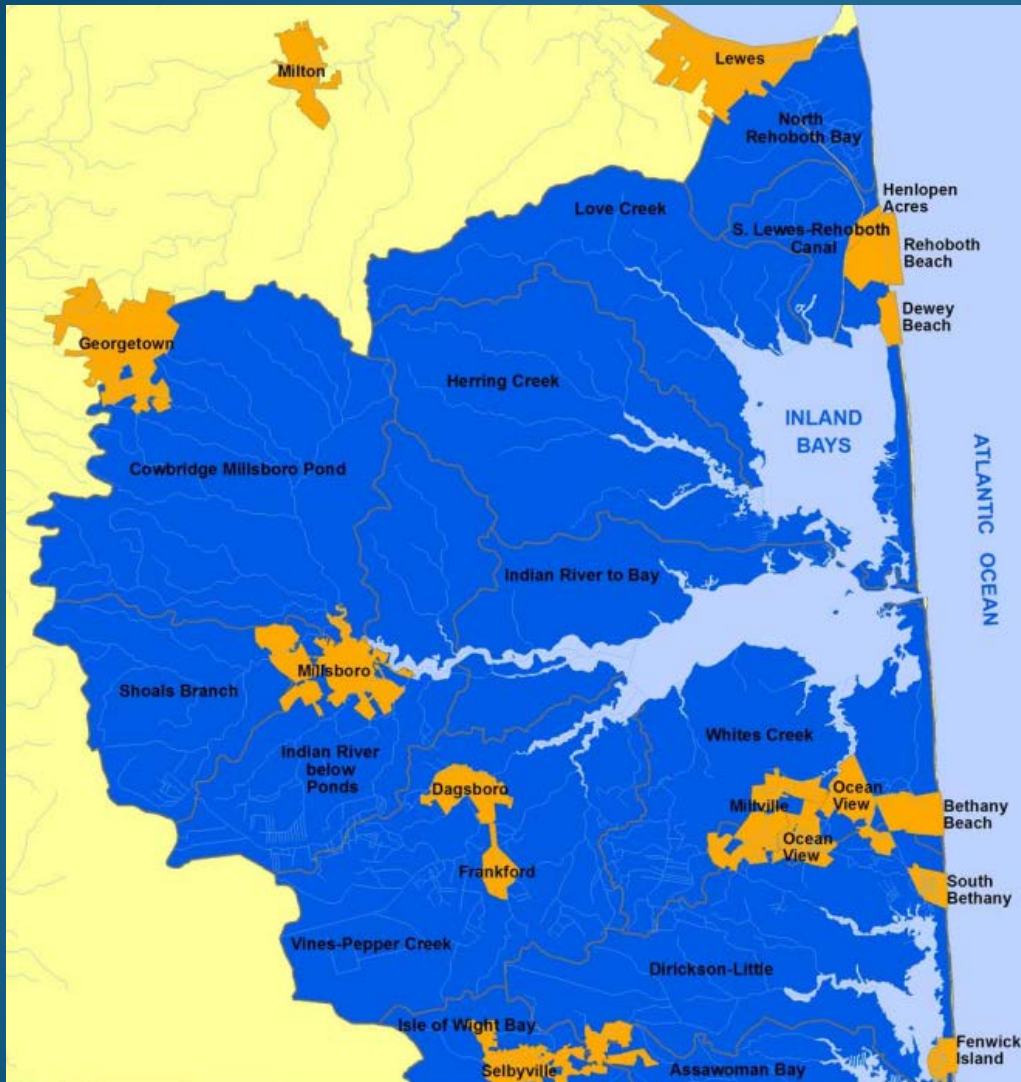 Milton
Lewes
North
Rehoboth Bay
Henlopen
Acres
Love Creek
S. Lewes-Rehoboth
Canal
Rehoboth
Beach
Dewey
Beach
Georgetown
Herring Creek
INLAND
BAYS
ATLANTIC OCEAN
Cowbridge Millsboro Pond
Indian River to Bay
Millsboro
Shoals Branch
Whites Creek
Indian River
below
Ponds
Dagsboro
Millville
Ocean
View
Bethany
Beach
Ocean
View
Frankford
South
Bethany
Vines-Pepper Creek
Dirickson-Little
Isle of Wight Bay
Selbyville
Assawoman Bay
Fenwick
Island